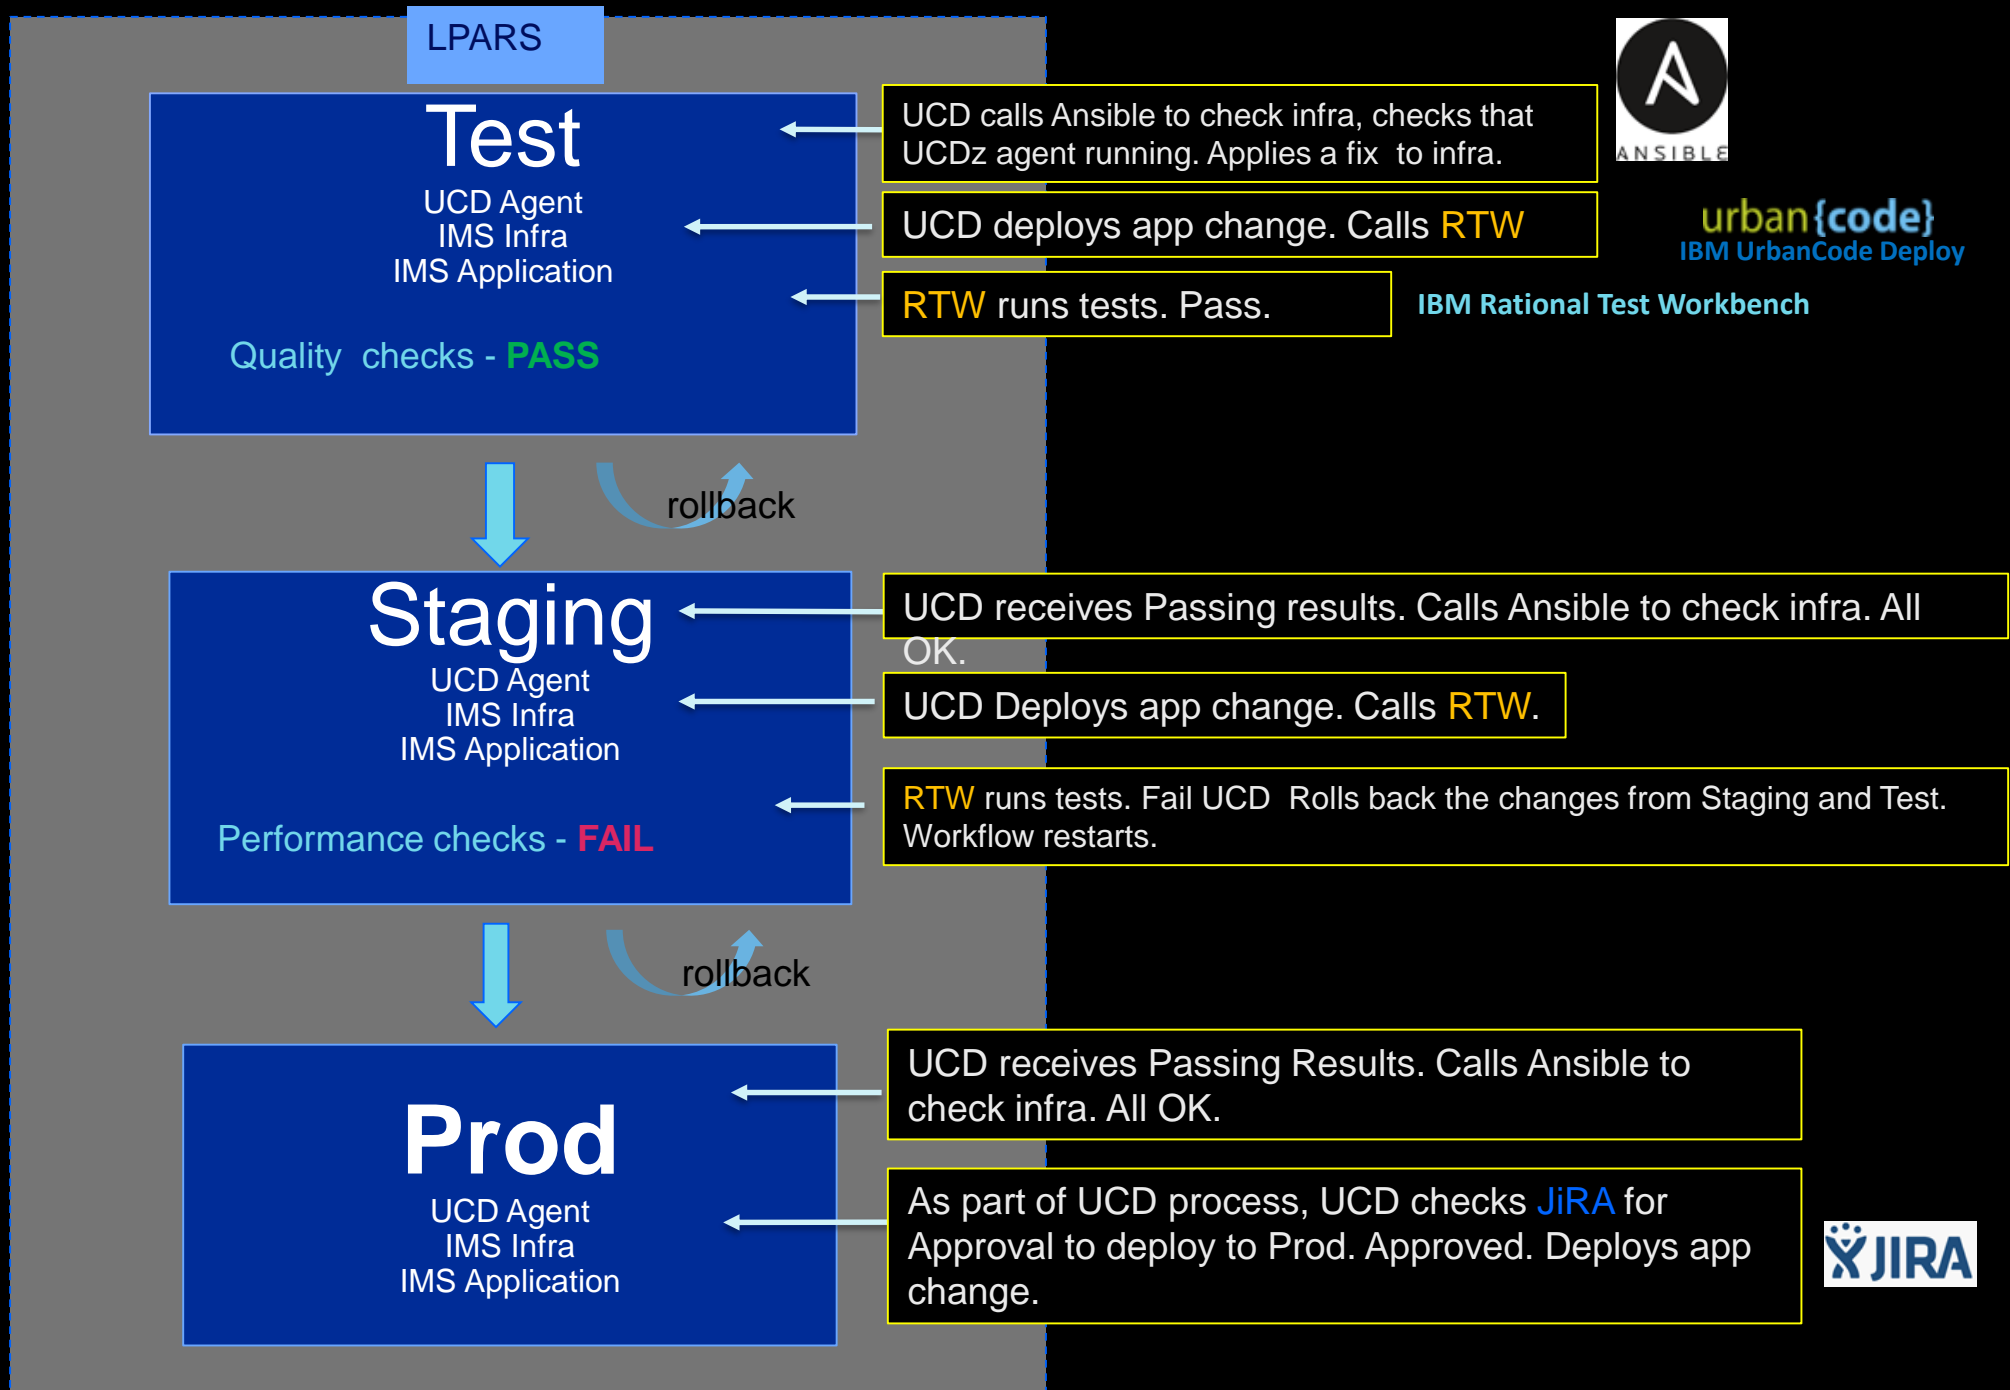 LPARS
Test
UCD Agent
IMS Infra
IMS Application
Quality checks - PASS
UCD calls Ansible to check infra, checks that
UCDz agent running. Applies a fix to infra.
ANSIBLE
UCD deploys app change. Calls RTW
urban{code}
IBM UrbanCode Deploy
RTW runs tests. Pass.
IBM Rational Test Workbench
rollback
Staging
UCD Agent
IMS Infra
IMS Application
Performance checks - FAIL
UCD receives Passing results. Calls Ansible to check infra. All
OK.
UCD Deploys app change. Calls RTW.
RTW runs tests. Fail UCD Rolls back the changes from Staging and Test.
Workflow restarts.
rollback
Prod
UCD Agent
IMS Infra
IMS Application
UCD receives Passing Results. Calls Ansible to
check infra. All OK.
As part of UCD process, UCD checks JiRA for
Approval to deploy to Prod. Approved. Deploys app
change.
JIRA